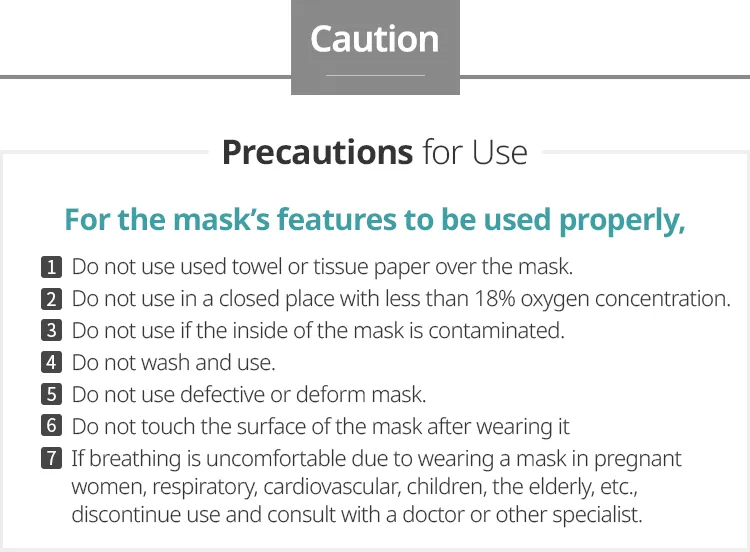 Caution
Precautions for Use
For the mask's features to be used properly,
1 Do not use used towel or tissue paper over the mask.
2 Do not use in a closed place with less than 18% oxygen concentration.
3 Do not use if the inside of the mask is contaminated.
4 Do not wash and use.
5 Do not use defective or deform mask.
6 Do not touch the surface of the mask after wearing it
7 If breathing is uncomfortable due to wearing a mask in pregnant
women, respiratory, cardiovascular, children, the elderly, etc.,
discontinue use and consult with a doctor or other specialist.